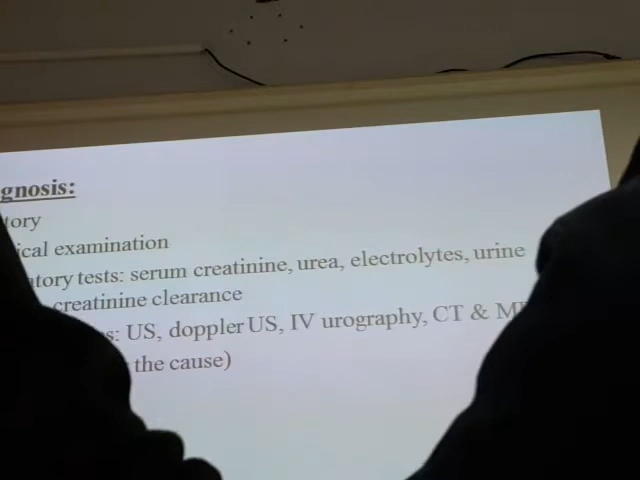 gnosis:
tory
ical examination
tory tests: serum creatinine, urea, electrolytes, urine
creatinine clearance
s: US, doppler US, IV urography, CT & M
the cause)